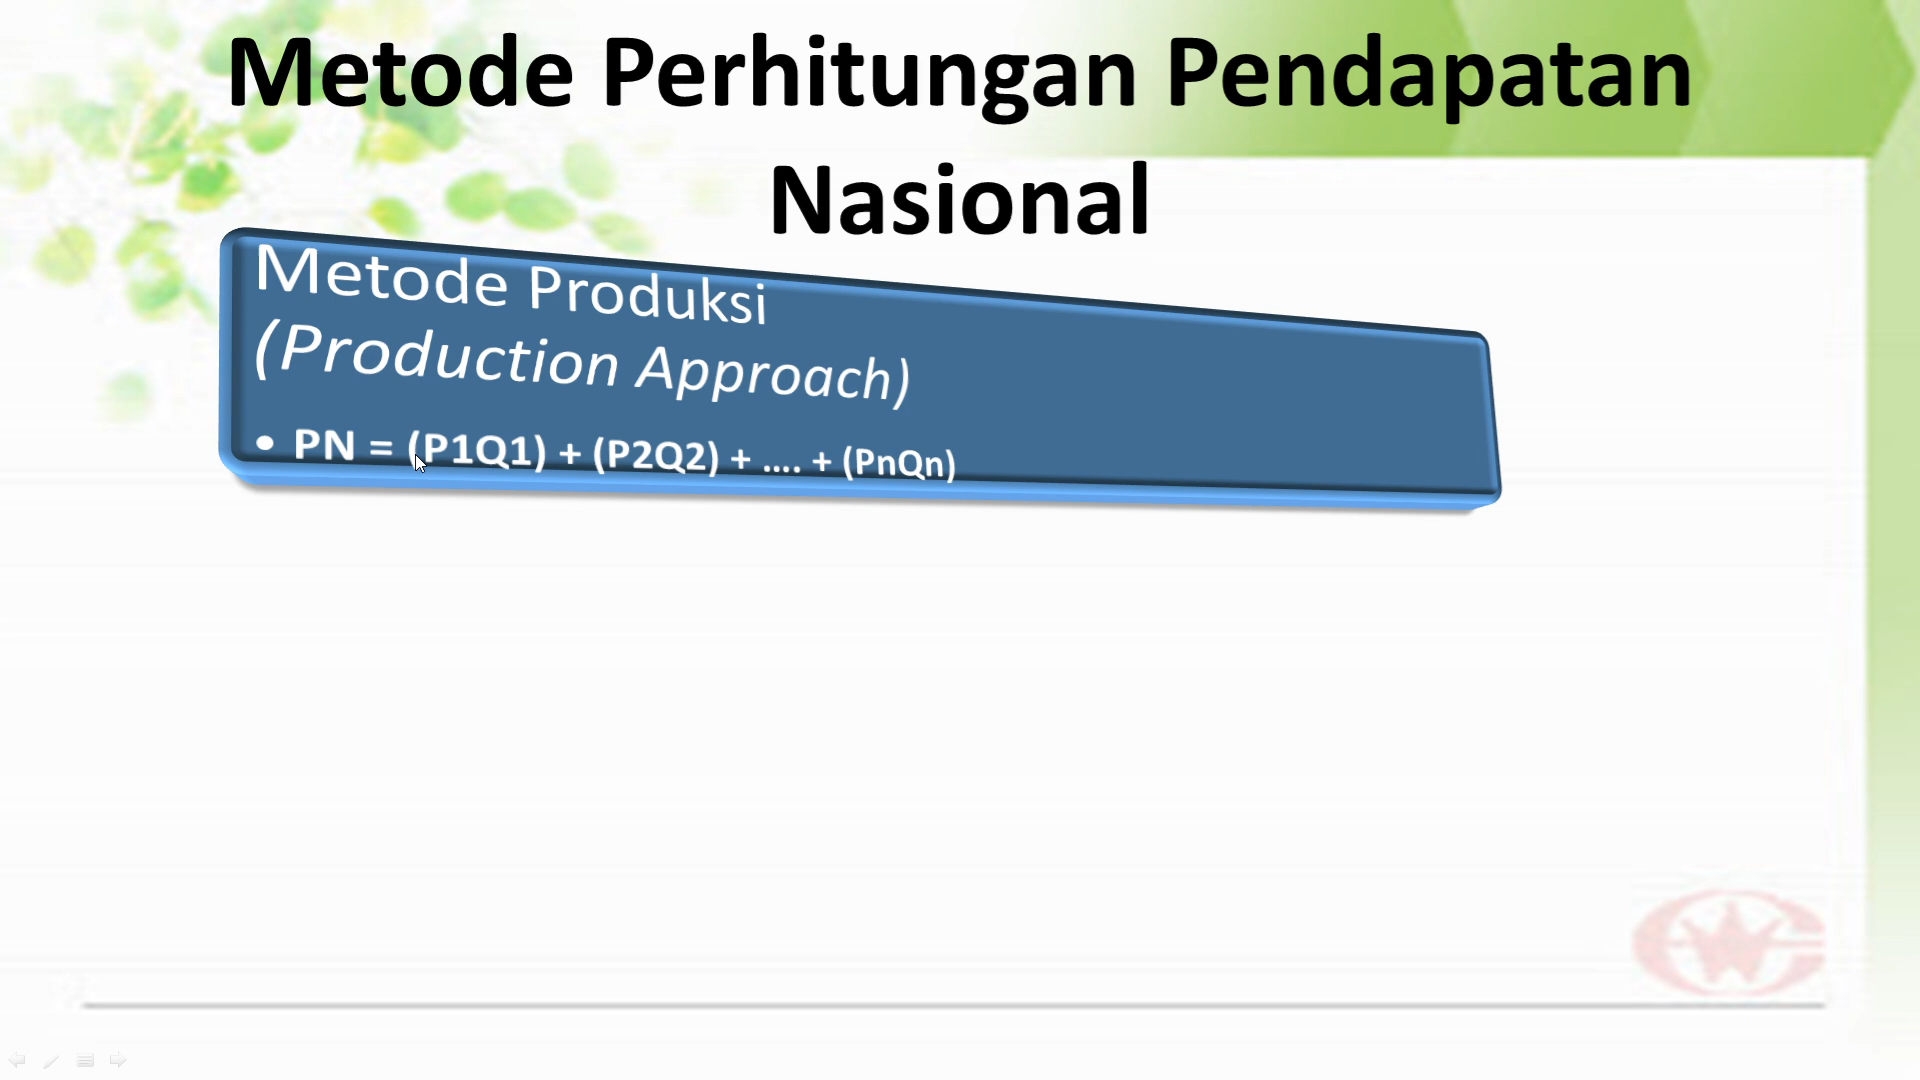 Metode Perhitungan Pendapatan
Nasional
Metode Produksi
(Production Approach)
• PN = (P1Q1) + (P2Q2) + .... + (PnQn)